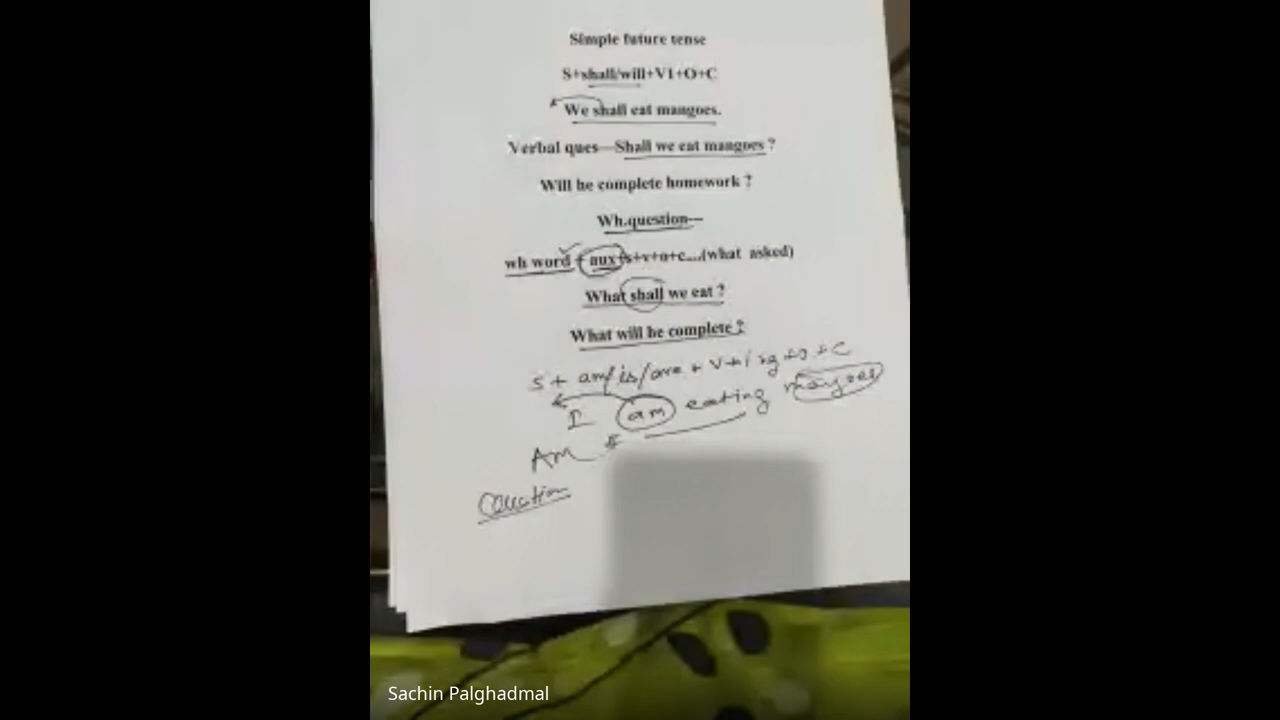 Simple future tense
S+shall/will+V1+O+C
We shall eat mangoes.
Verbal ques—Shall we eat mangoes ?
Will he complete homework ?
Wh.question---
wh word + aux+s+v+o+c....(what asked)
What shall we eat ?
What will he complete ?
S + am/is/are + V+ing +o +c
I am eating mangoes
AM
Question
Sachin Palghadmal